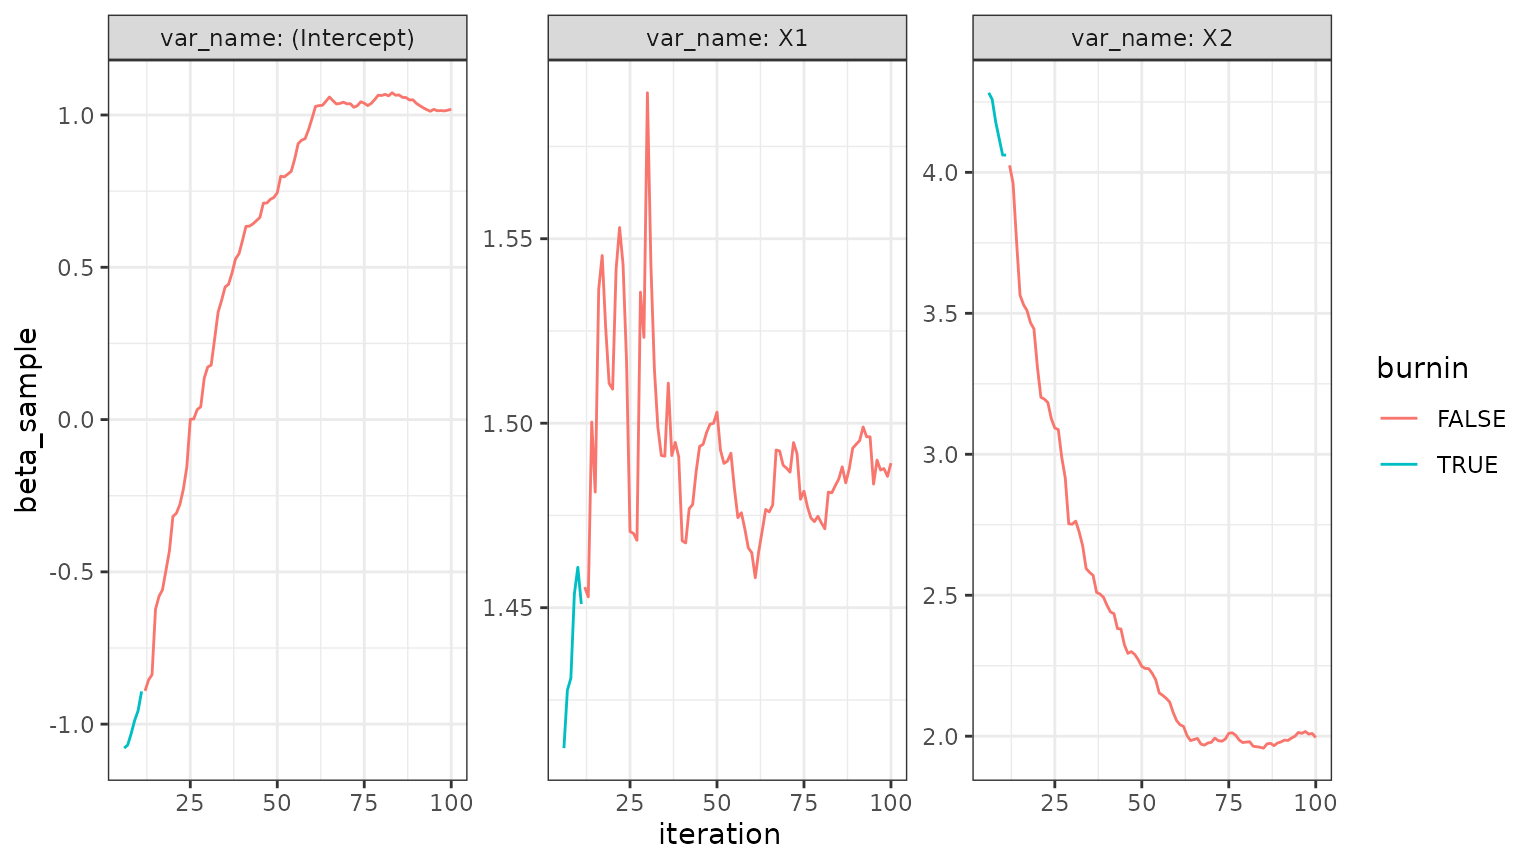 var_name: (Intercept)
var_name: X1
var_name: X2
beta_sample
1.0
0.5
0.0
-0.5
-1.0
25 50 75 100
1.55
1.50
1.45
25 50 75 100
4.0
3.5
3.0
2.5
2.0
25 50 75 100
iteration
burnin
FALSE
TRUE